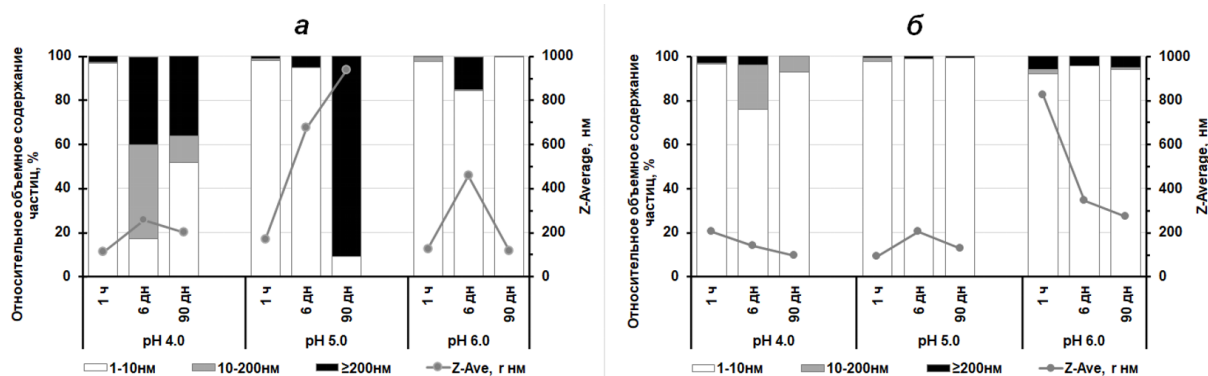 а
Относительное объемное содержание
частиц, %
100
80
60
40
20
0
1000
900
800
700
600
500
400
300
200
100
0
Z-Average, нм
1 ч
6 дн
90 дн
1 ч
6 дн
90 дн
1 ч
6 дн
90 дн
pH 4.0
pH 5.0
pH 6.0
1-10нм
10-200нм
≥200нм
Z-Ave, r нм
б
Относительное объемное содержание
частиц, %
100
80
60
40
20
0
1000
800
600
400
200
0
Z-Average, нм
1 ч
6 дн
90 дн
1 ч
6 дн
90 дн
1 ч
6 дн
90 дн
pH 4.0
pH 5.0
pH 6.0
1-10нм
10-200нм
≥200нм
Z-Ave, r нм